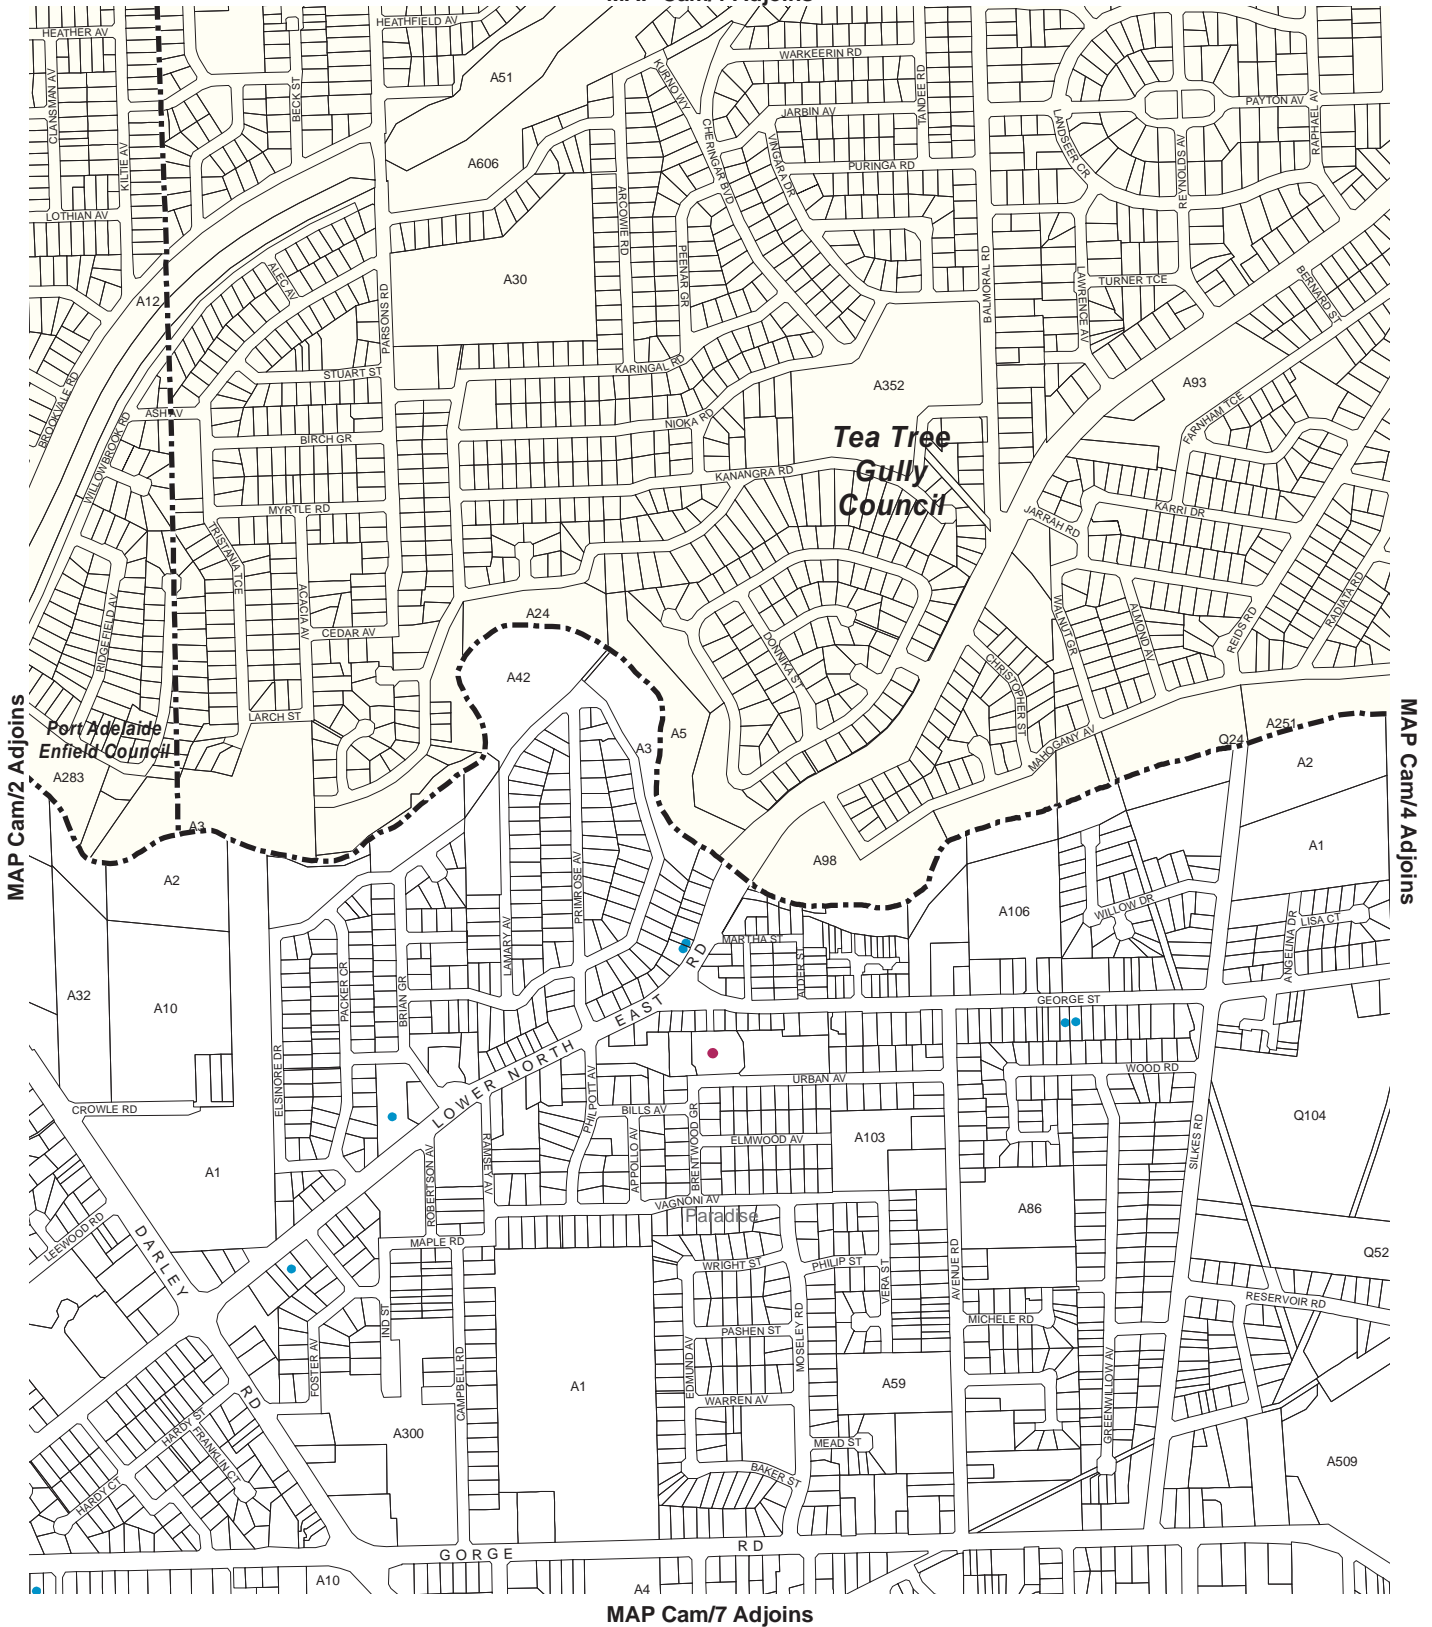 HEATHER AV
HEATHFIELD AV
WARKEERIN RD
KURNO WY
A51
CLANSMAN AV
BECK ST
TANDEE RD
PAYTON AV
RAPHAEL AV
JARBIN AV
LANDSEER CR
CHERINGAR BVD
VINGARA DR
KILTIE AV
A606
PURINGA RD
REYNOLDS AV
LOTHIAN AV
ARCOWIE RD
PEENAR GR
BALMORAL RD
ALEC AV
A30
LAWRENCE AV
TURNER TCE
BERNARD ST
A12
PARSONS RD
STUART ST
KARINGAL RD
A352
A93
BROOKVALE RD
ASH AV
NIOKA RD
FARNHAM TCE
WILLOWBROOK RD
BIRCH GR
Tea Tree
Gully
Council
KANANGRA RD
MYRTLE RD
JARRAH RD
KARRI DR
TRISTANIA TCE
ACACIA AV
RIDGEFIELD AV
A24
CEDAR AV
WALNUT GR
ALMOND AV
REIDS RD
RADIATA RD
DONNIKA ST
CHRISTOPHER ST
A42
LARCH ST
Port Adelaide
Enfield Council
A3
A5
MAHOGANY AV
A251
Q24
A283
A3
A2
MAP Cam/2 Adjoins
MAP Cam/4 Adjoins
A2
A98
A1
PRIMROSE AV
LAMARY AV
A106
WILLOW DR
ANGELINA DR
LISA CT
MARTHA ST
ALDER ST
A32
A10
PACKER CR
BRIAN GR
LOWER NORTH EAST RD
GEORGE ST
ELSINORE DR
WOOD RD
URBAN AV
PHILPOTT AV
CROWLE RD
BILLS AV
BRENTWOOD GR
ELMWOOD AV
A103
Q104
SILKES RD
A1
ROBERTSON AV
RAMSEY AV
APPOLLO AV
VAGNONI AV
Paradise
A86
LEEWOOD RD
DARLEY RD
MAPLE RD
WRIGHT ST
PHILIP ST
VERA ST
AVENUE RD
Q52
RESERVOIR RD
IND ST
PASHEN ST
MOSELEY RD
MICHELE RD
FOSTER AV
CAMPBELL RD
A1
EDMUND AV
A59
GREENWILLOW AV
WARREN AV
HARDY ST
FRANKLIN CT
A300
MEAD ST
BAKER ST
A509
HARDY CT
GORGE RD
A10
A4
MAP Cam/7 Adjoins